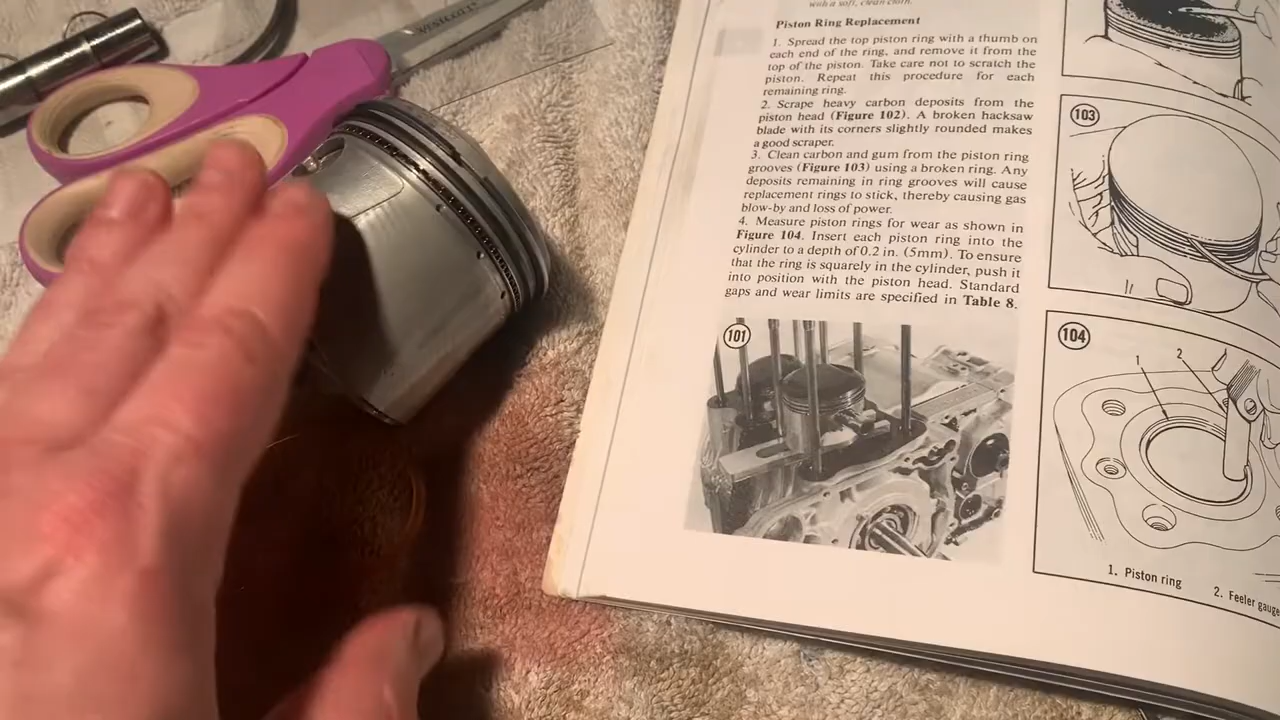 WESTCOTT
with a soft, clean cloth.
Piston Ring Replacement
1. Spread the top piston ring with a thumb on
each end of the ring, and remove it from the
top of the piston. Take care not to scratch the
piston. Repeat this procedure for each
remaining ring.
2. Scrape heavy carbon deposits from the
piston head (Figure 102). A broken hacksaw
blade with its corners slightly rounded makes
a good scraper.
3. Clean carbon and gum from the piston ring
grooves (Figure 103) using a broken ring. Any
deposits remaining in ring grooves will cause
replacement rings to stick, thereby causing gas
blow-by and loss of power.
4. Measure piston rings for wear as shown in
Figure 104. Insert each piston ring into the
cylinder to a depth of 0.2 in. (5mm). To ensure
that the ring is squarely in the cylinder, push it
into position with the piston head. Standard
gaps and wear limits are specified in Table 8.
101
103
104
1
2
1. Piston ring
2. Feeler gauge